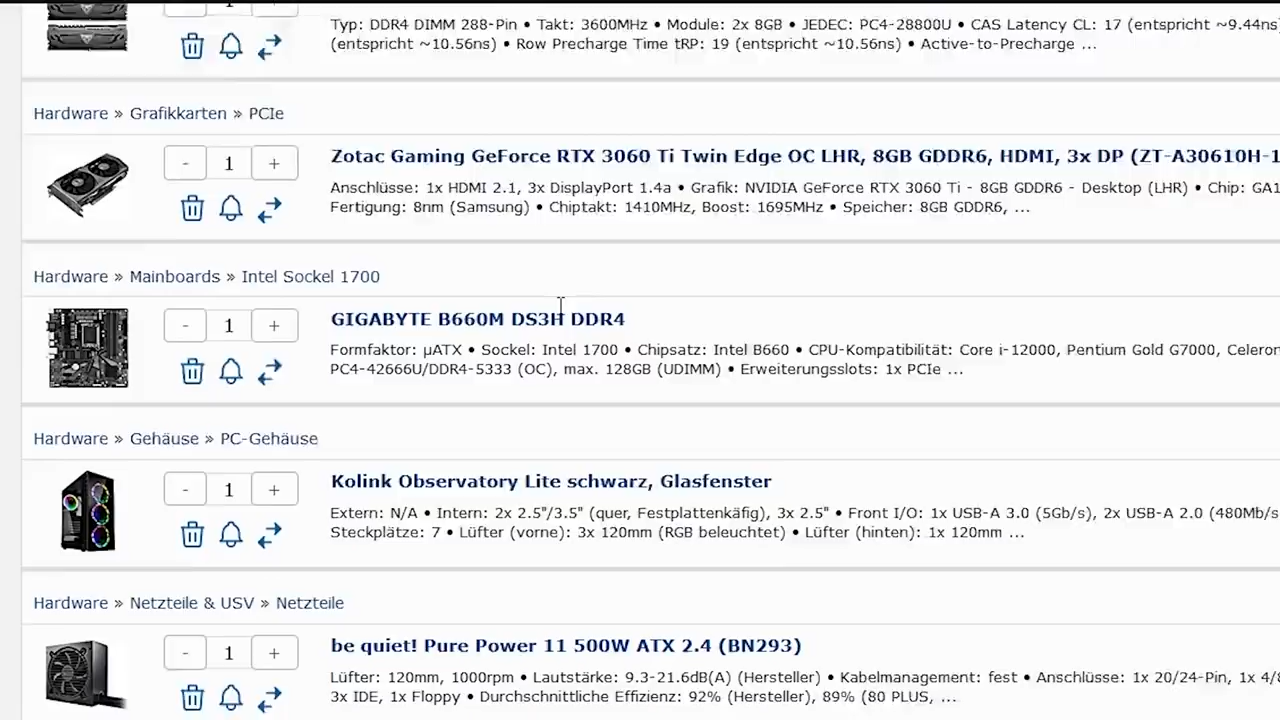 - 1 +
Typ: DDR4 DIMM 288-Pin • Takt: 3600MHz • Module: 2x 8GB • JEDEC: PC4-28800U • CAS Latency CL: 17 (entspricht ~9.44ns)
(entspricht ~10.56ns) • Row Precharge Time tRP: 19 (entspricht ~10.56ns) • Active-to-Precharge ...
Hardware » Grafikkarten » PCIe
- 1 +
Zotac Gaming GeForce RTX 3060 Ti Twin Edge OC LHR, 8GB GDDR6, HDMI, 3x DP (ZT-A30610H-1
Anschlüsse: 1x HDMI 2.1, 3x DisplayPort 1.4a • Grafik: NVIDIA GeForce RTX 3060 Ti - 8GB GDDR6 - Desktop (LHR) • Chip: GA1
Fertigung: 8nm (Samsung) • Chiptakt: 1410MHz, Boost: 1695MHz • Speicher: 8GB GDDR6, ...
Hardware » Mainboards » Intel Sockel 1700
- 1 +
GIGABYTE B660M DS3H DDR4
Formfaktor: µATX • Sockel: Intel 1700 • Chipsatz: Intel B660 • CPU-Kompatibilität: Core i-12000, Pentium Gold G7000, Celeron
PC4-42666U/DDR4-5333 (OC), max. 128GB (UDIMM) • Erweiterungsslots: 1x PCIe ...
Hardware » Gehäuse » PC-Gehäuse
- 1 +
Kolink Observatory Lite schwarz, Glasfenster
Extern: N/A • Intern: 2x 2.5"/3.5" (quer, Festplattenkäfig), 3x 2.5" • Front I/O: 1x USB-A 3.0 (5Gb/s), 2x USB-A 2.0 (480Mb/s
Steckplätze: 7 • Lüfter (vorne): 3x 120mm (RGB beleuchtet) • Lüfter (hinten): 1x 120mm ...
Hardware » Netzteile & USV » Netzteile
- 1 +
be quiet! Pure Power 11 500W ATX 2.4 (BN293)
Lüfter: 120mm, 1000rpm • Lautstärke: 9.3-21.6dB(A) (Hersteller) • Kabelmanagement: fest • Anschlüsse: 1x 20/24-Pin, 1x 4/8
3x IDE, 1x Floppy • Durchschnittliche Effizienz: 92% (Hersteller), 89% (80 PLUS, ...